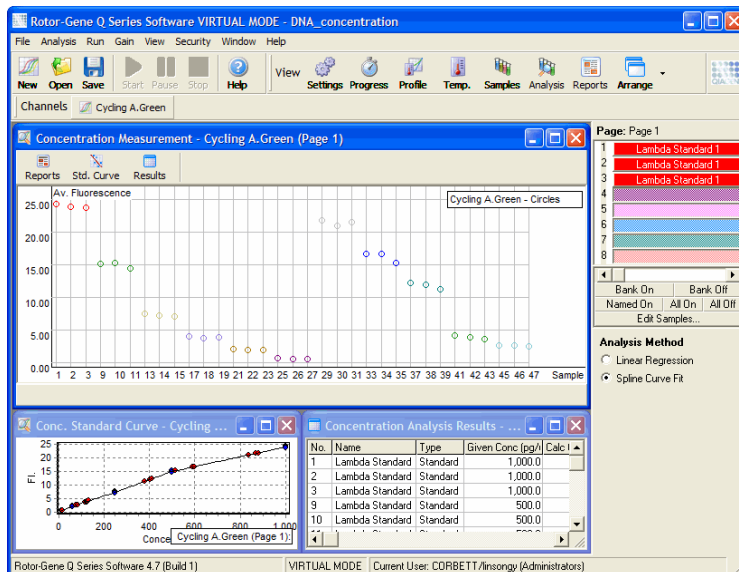 Rotor-Gene Q Series Software VIRTUAL MODE - DNA_concentration
File Analysis Run Gain View Security Window Help
New Open Save Start Pause Stop Help View Settings Progress Profile Temp. Samples Analysis Reports Arrange
Channels Cycling A.Green
Concentration Measurement - Cycling A.Green (Page 1)
Reports Std. Curve Results
Av. Fluorescence
Cycling A.Green - Circles
25.00
20.00
15.00
10.00
5.00
0.00
1 2 3 9 10 11 13 14 15 16 17 18 19 21 22 23 25 26 27 29 30 31 33 34 35 37 38 39 41 42 43 45 46 47 Sample
Page: Page 1
1 Lambda Standard 1
2 Lambda Standard 1
3 Lambda Standard 1
4
5
6
7
8
Bank On Bank Off
Named On All On All Off
Edit Samples...
Analysis Method
Linear Regression
Spline Curve Fit
Conc. Standard Curve - Cycling ...
25
20
15
10
5
0
Fl.
0 200 400 600 800 1,000
Conce
Cycling A.Green (Page 1):
Concentration Analysis Results - ...
No. Name Type Given Conc (pg/ Calc
1 Lambda Standard Standard 1,000.0
2 Lambda Standard Standard 1,000.0
3 Lambda Standard Standard 1,000.0
9 Lambda Standard Standard 500.0
10 Lambda Standard Standard 500.0
Rotor-Gene Q Series Software 4.7 (Build 1) VIRTUAL MODE Current User: CORBETT/linsongy (Administrators)